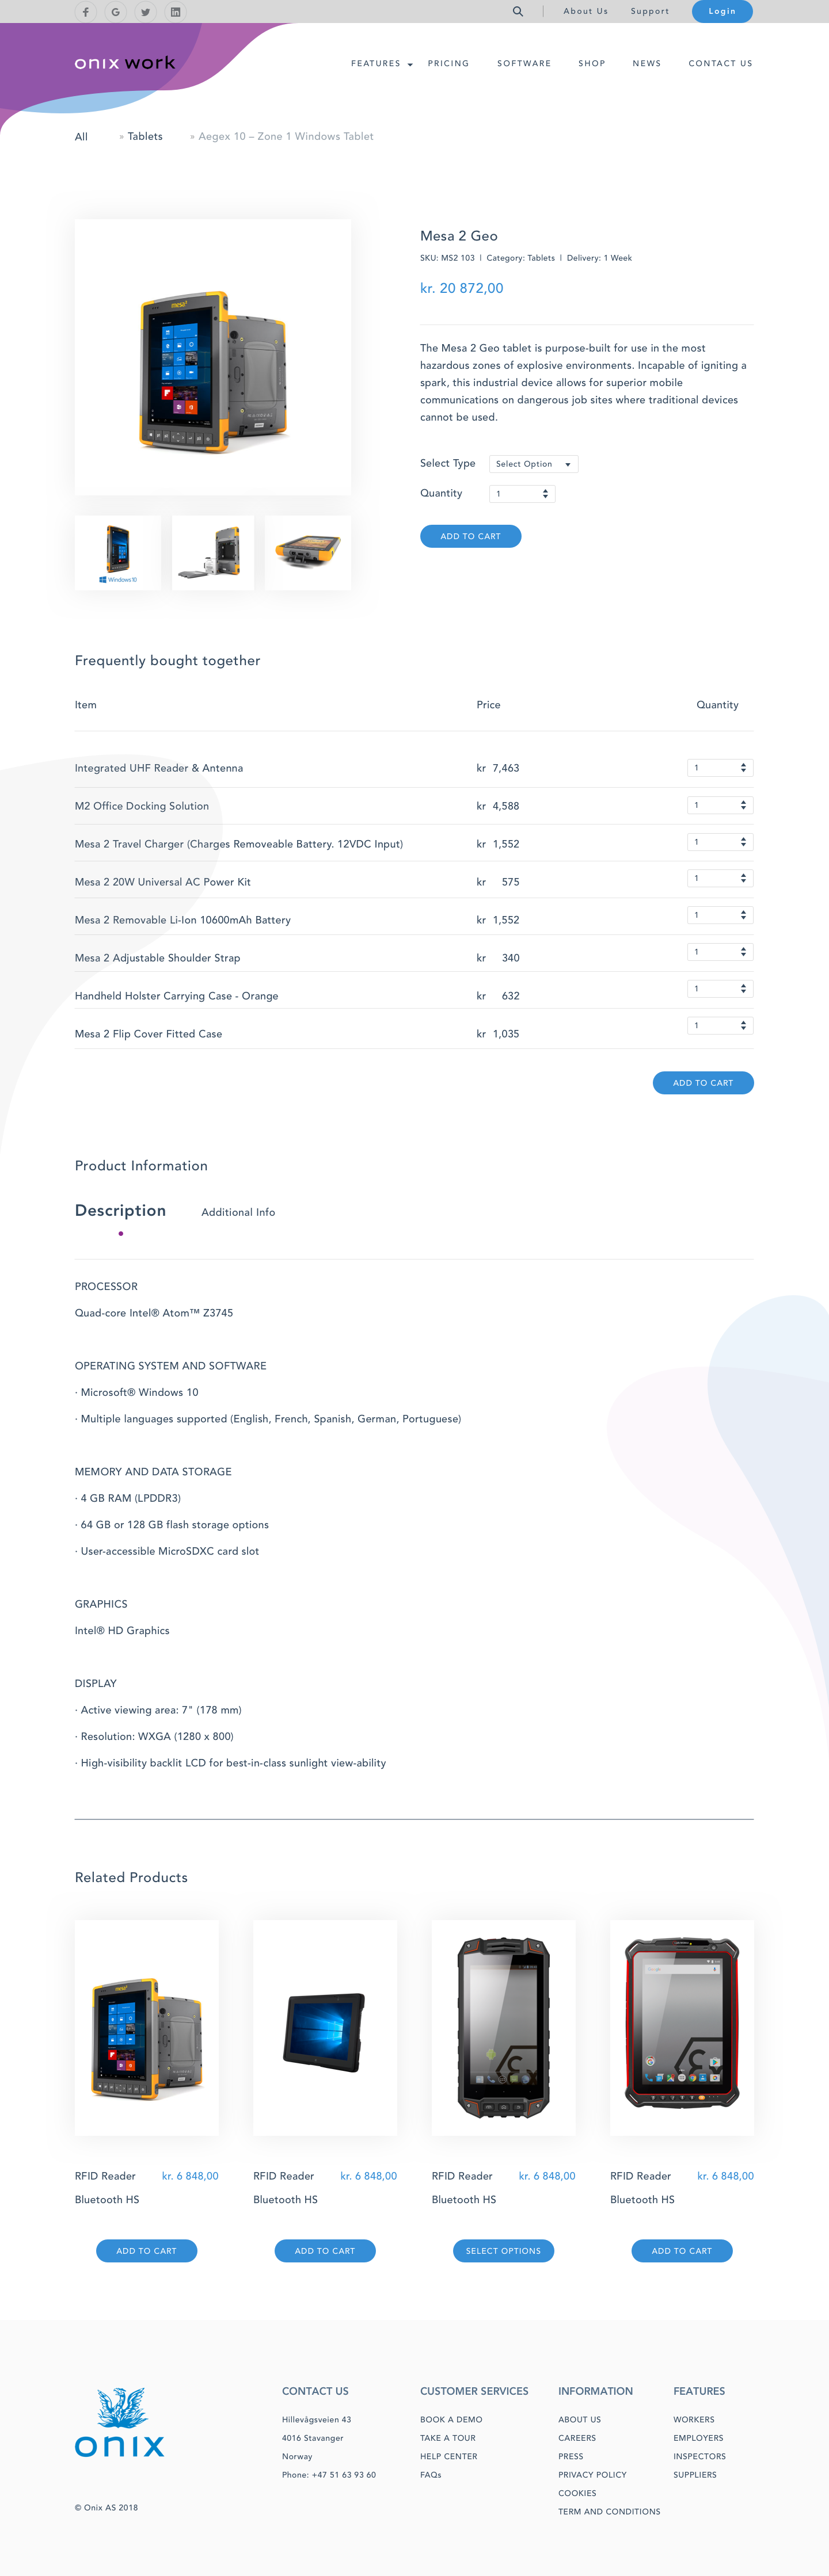 About Us Support Login
onix work
FEATURES PRICING SOFTWARE SHOP NEWS CONTACT US
All » Tablets » Aegex 10 – Zone 1 Windows Tablet
Mesa 2 Geo
SKU: MS2 103 | Category: Tablets | Delivery: 1 Week
kr. 20 872,00
The Mesa 2 Geo tablet is purpose-built for use in the most
hazardous zones of explosive environments. Incapable of igniting a
spark, this industrial device allows for superior mobile
communications on dangerous job sites where traditional devices
cannot be used.
Select Type Select Option
Quantity 1
ADD TO CART
mesa²
Windows10
Frequently bought together
Item Price Quantity
Integrated UHF Reader & Antenna kr 7,463 1
M2 Office Docking Solution kr 4,588 1
Mesa 2 Travel Charger (Charges Removeable Battery. 12VDC Input) kr 1,552 1
Mesa 2 20W Universal AC Power Kit kr 575 1
Mesa 2 Removable Li-Ion 10600mAh Battery kr 1,552 1
Mesa 2 Adjustable Shoulder Strap kr 340 1
Handheld Holster Carrying Case - Orange kr 632 1
Mesa 2 Flip Cover Fitted Case kr 1,035 1
ADD TO CART
Product Information
Description Additional Info
PROCESSOR
Quad-core Intel® Atom™ Z3745
OPERATING SYSTEM AND SOFTWARE
· Microsoft® Windows 10
· Multiple languages supported (English, French, Spanish, German, Portuguese)
MEMORY AND DATA STORAGE
· 4 GB RAM (LPDDR3)
· 64 GB or 128 GB flash storage options
· User-accessible MicroSDXC card slot
GRAPHICS
Intel® HD Graphics
DISPLAY
· Active viewing area: 7" (178 mm)
· Resolution: WXGA (1280 x 800)
· High-visibility backlit LCD for best-in-class sunlight view-ability
Related Products
RFID Reader kr. 6 848,00 RFID Reader kr. 6 848,00 RFID Reader kr. 6 848,00 RFID Reader kr. 6 848,00
Bluetooth HS Bluetooth HS Bluetooth HS Bluetooth HS
ADD TO CART ADD TO CART SELECT OPTIONS ADD TO CART
onix
© Onix AS 2018
CONTACT US
Hillevågsveien 43
4016 Stavanger
Norway
Phone: +47 51 63 93 60
CUSTOMER SERVICES
BOOK A DEMO
TAKE A TOUR
HELP CENTER
FAQs
INFORMATION
ABOUT US
CAREERS
PRESS
PRIVACY POLICY
COOKIES
TERM AND CONDITIONS
FEATURES
WORKERS
EMPLOYERS
INSPECTORS
SUPPLIERS